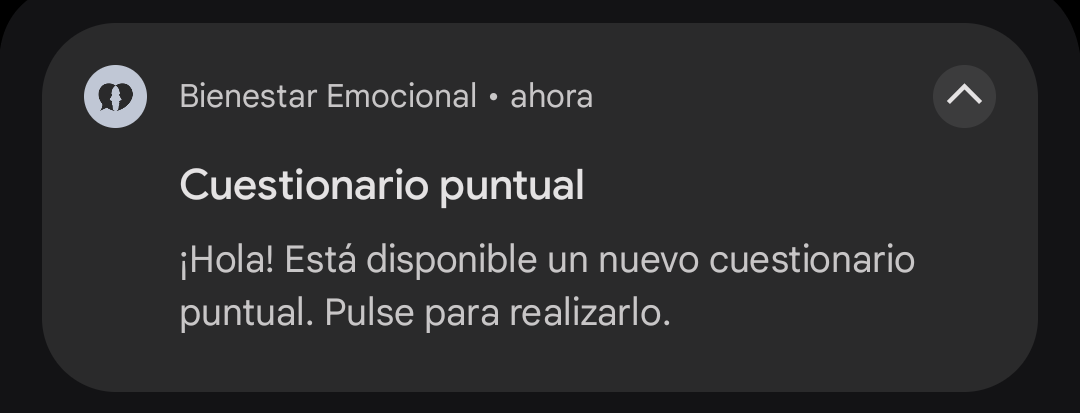 Bienestar Emocional • ahora
Cuestionario puntual
¡Hola! Está disponible un nuevo cuestionario
puntual. Pulse para realizarlo.